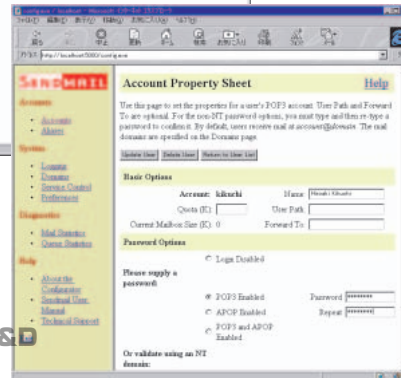 http://localhost:5000/config
SENDMAIL
Accounts
Accounts
Aliases
System
Logging
Domains
Service Control
Preferences
Diagnostics
Mail Statistics
Queue Statistics
Help
About the
Configurator
Sendmail User
Manual
Technical Support
Account Property Sheet
Help
Use this page to set the properties for a user's POP3 account. User Path and Forward
To are optional. For the non-NT password options, you must type and then re-type a
password to confirm it. By default, users receive mail at account@domain. The mail
domains are specified on the Domains page.
Update User Delete User Return to User List
Basic Options
Account: kikuchi Name:
Quota (K): User Path:
Current Mailbox Size (K): 0 Forward To:
Password Options
Login Disabled
Please supply a
password:
POP3 Enabled Password ********
APOP Enabled Repeat ********
POP3 and APOP
Enabled
Or validate using an NT
domain:
&D